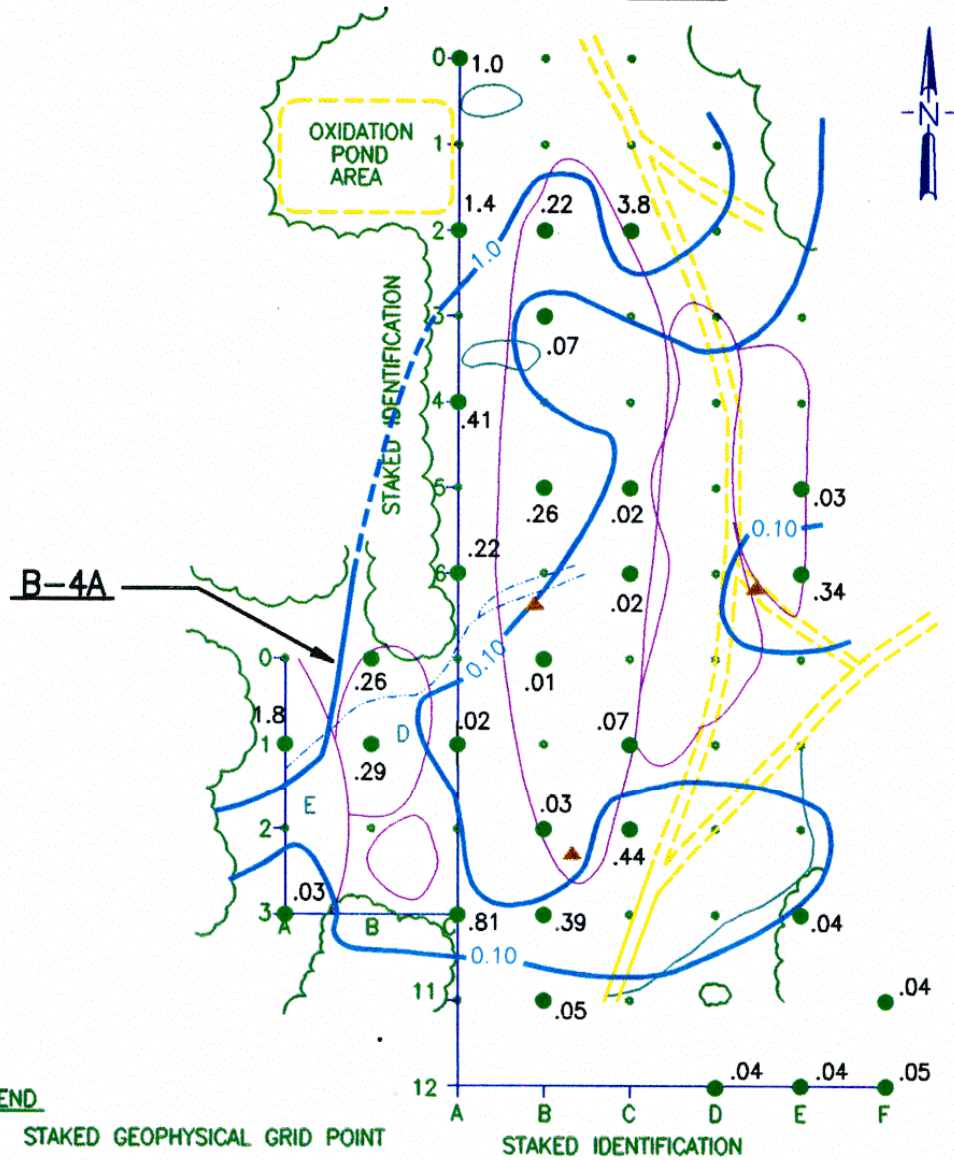 0
1.0
N
1
OXIDATION
POND
AREA
1.4
.22
3.8
2
1.0
STAKED IDENTIFICATION
3
.07
4
.41
5
.26
.02
.03
0.10
.22
6
.02
.34
B-4A
0
.26
0.10
.01
1.8
D
.02
.07
1
.29
E
.03
2
.44
.03
3
A
B
.81
.39
.04
0.10
11
.05
.04
12
.04
.04
.05
A
B
C
D
E
F
END
STAKED GEOPHYSICAL GRID POINT
STAKED IDENTIFICATION